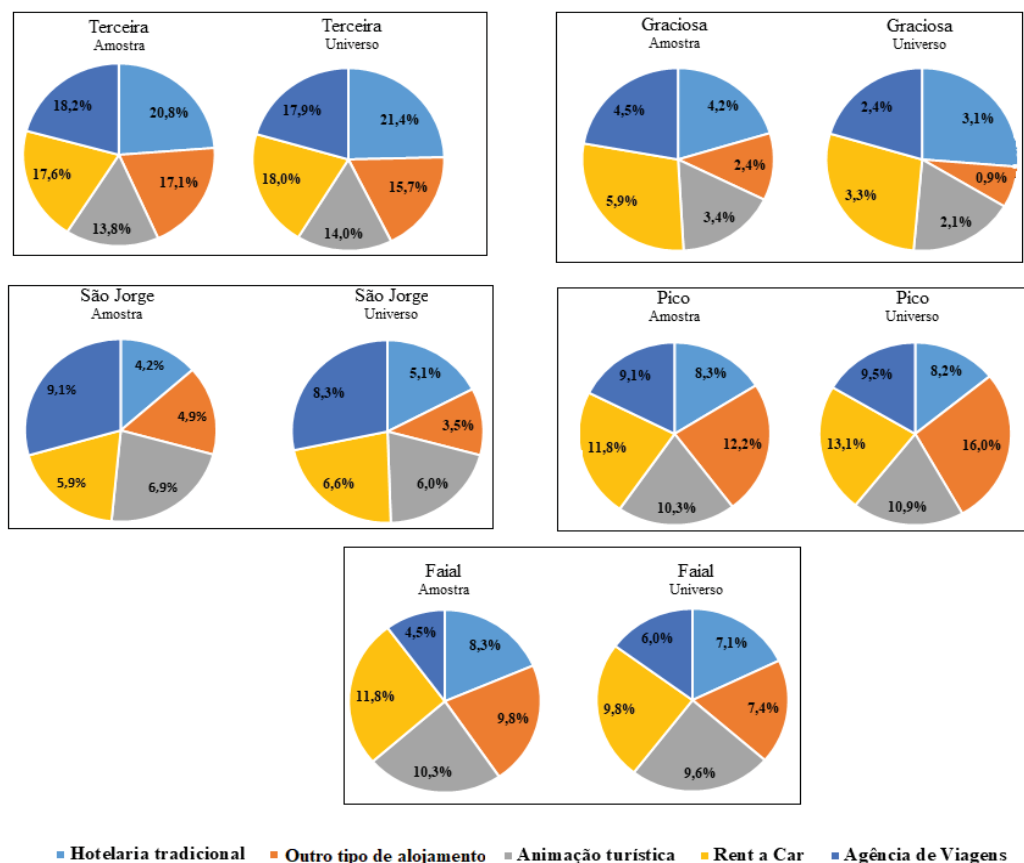 Terceira
Amostra
18,2%
20,8%
17,6%
17,1%
13,8%
Terceira
Universo
17,9%
21,4%
18,0%
15,7%
14,0%
Graciosa
Amostra
4,5%
4,2%
2,4%
5,9%
3,4%
Graciosa
Universo
2,4%
3,1%
0,9%
3,3%
2,1%
São Jorge
Amostra
4,2%
9,1%
4,9%
5,9%
6,9%
São Jorge
Universo
5,1%
8,3%
3,5%
6,6%
6,0%
Pico
Amostra
9,1%
8,3%
11,8%
12,2%
10,3%
Pico
Universo
9,5%
8,2%
13,1%
16,0%
10,9%
Faial
Amostra
4,5%
8,3%
11,8%
9,8%
10,3%
Faial
Universo
6,0%
7,1%
9,8%
7,4%
9,6%
Hotelaria tradicional Outro tipo de alojamento Animação turística Rent a Car Agência de Viagens